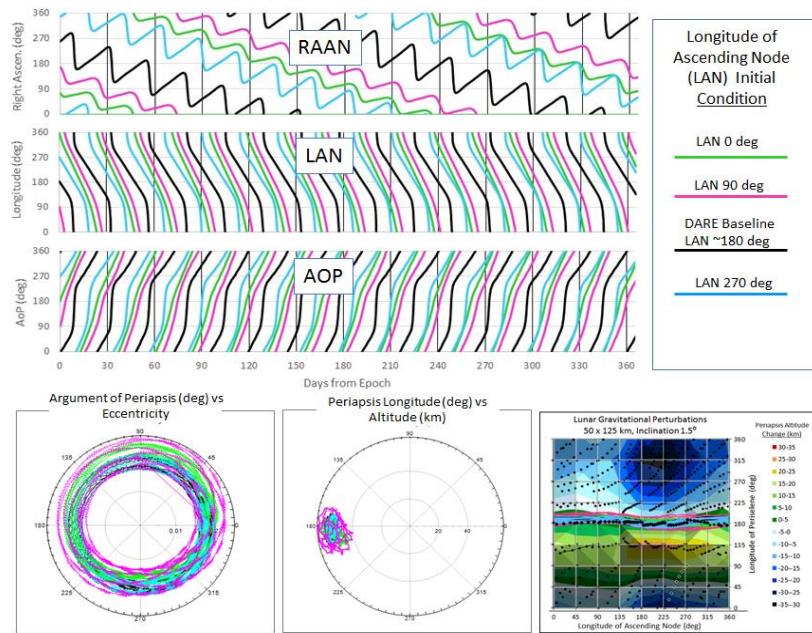 360
270
180
90
0
Right Ascen. (deg)
RAAN
360
270
180
90
0
Longitude (deg)
LAN
360
270
180
90
0
AoP (deg)
AOP
0 30 60 90 120 150 180 210 240 270 300 330 360
Days from Epoch
Longitude of
Ascending Node
(LAN) Initial
Condition
LAN 0 deg
LAN 90 deg
DARE Baseline
LAN ~180 deg
LAN 270 deg
Argument of Periapsis (deg) vs
Eccentricity
90
135
45
180
0.01
225
315
270
Periapsis Longitude (deg) vs
Altitude (km)
90
135
45
180
20
40
0
225
315
270
Lunar Gravitational Perturbations
50 x 125 km, Inclination 1.5⁰
360
315
270
225
180
135
90
45
0
Longitude of Perielene (deg)
0 45 90 135 180 225 270 315 360
Longitude of Ascending Node (deg)
Periapsis Altitude
Change (km)
30-35
25-30
20-25
15-20
10-15
5-10
0-5
-5-0
-10--5
-15--10
-20--15
-25--20
-30--25
-35--30